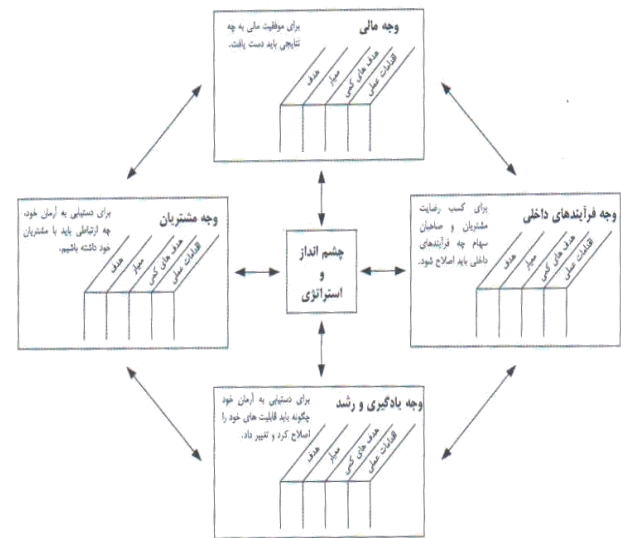 وجه مالی
برای موفقیت مالی به چه
نتایجی باید دست یافت.
هدف
معیار
هدف های کمی
اقدامات عملی
وجه فرآیندهای داخلی
برای کسب رضایت
مشتریان و صاحبان
سهام چه فرآیندهای
داخلی باید اصلاح شود.
هدف
معیار
هدف های کمی
اقدامات عملی
چشم انداز
و
استراتژی
وجه مشتریان
برای دستیابی به آرمان خود،
چه ارتباطی باید با مشتریان
خود داشته باشیم.
هدف
معیار
هدف های کمی
اقدامات عملی
وجه یادگیری و رشد
برای دستیابی به آرمان خود
چگونه باید قابلیت های خود را
اصلاح کرد و تغییر داد.
هدف
معیار
هدف های کمی
اقدامات عملی